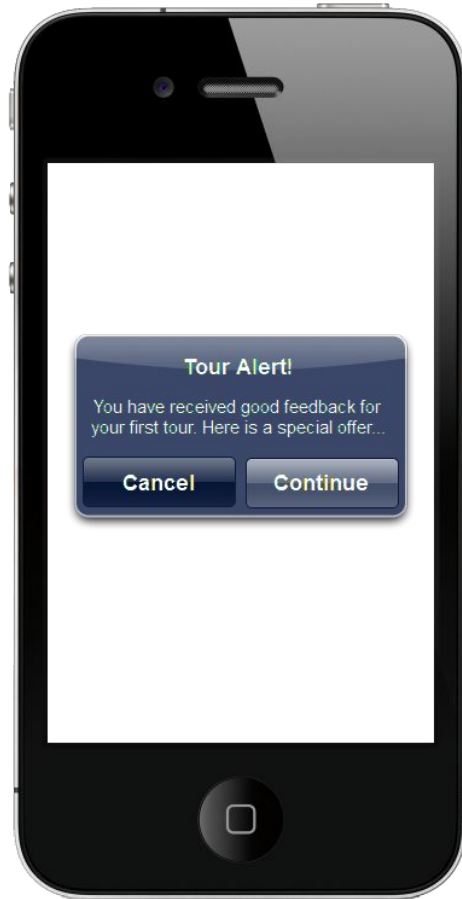 Tour Alert!
You have received good feedback for
your first tour. Here is a special offer...
Cancel
Continue